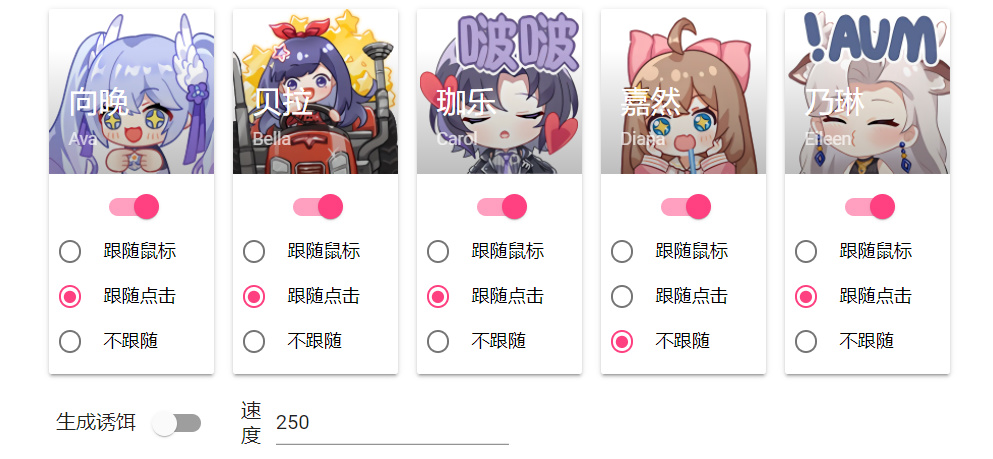 啵啵
!AUM
向晚
Ava
贝拉
Bella
珈乐
Carol
嘉然
Diana
乃琳
Eileen
跟随鼠标
跟随鼠标
跟随鼠标
跟随鼠标
跟随鼠标
跟随点击
跟随点击
跟随点击
跟随点击
跟随点击
不跟随
不跟随
不跟随
不跟随
不跟随
生成诱饵
速度
250